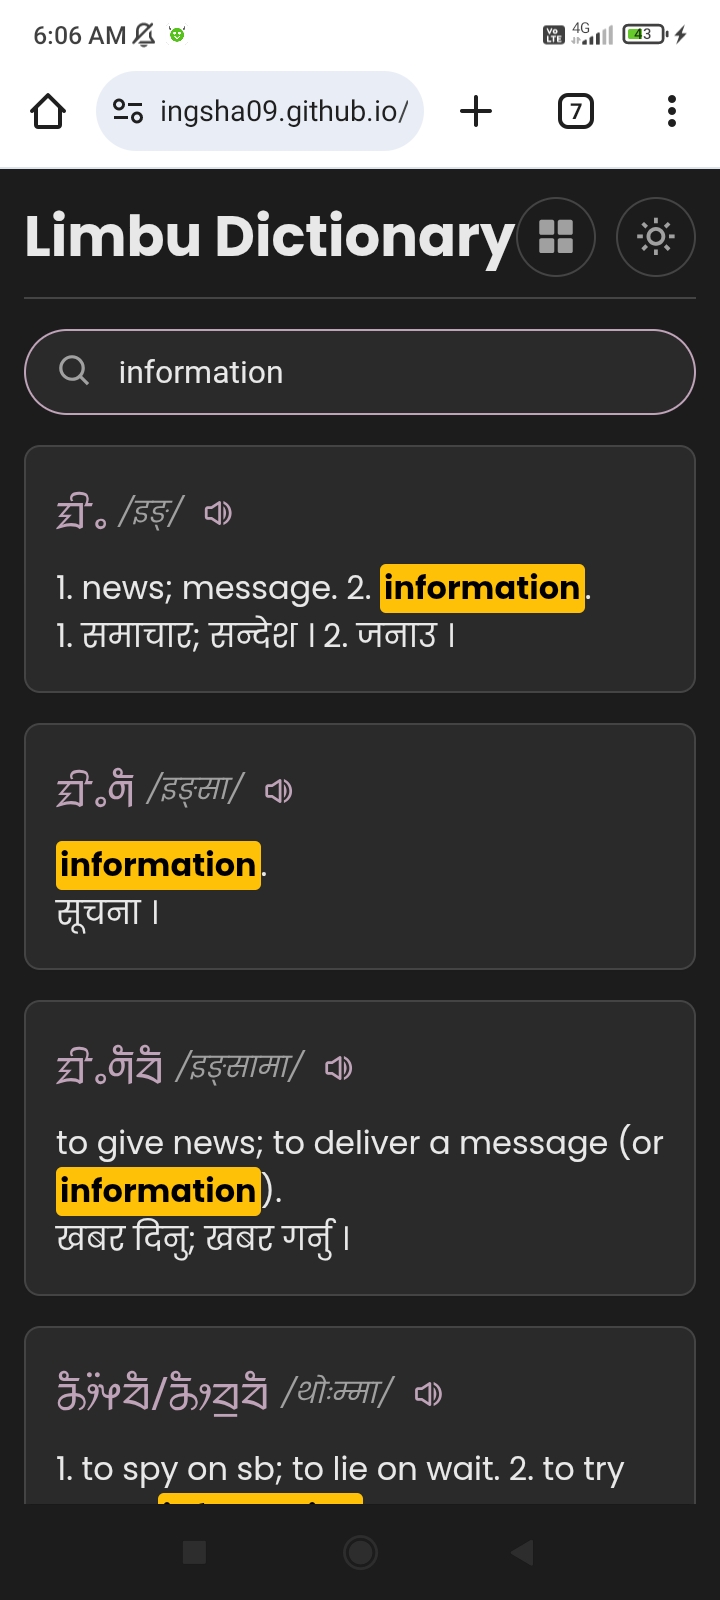 6:06 AM
VoLTE 4G 43
ingsha09.github.io/
7
Limbu Dictionary
information
/इङ्/
1. news; message. 2. information.
1. समाचार; सन्देश । 2. जनाउ ।
/इङ्सा/
information.
सूचना ।
/इङ्सामा/
to give news; to deliver a message (or
information).
खबर दिनु; खबर गर्नु ।
/थोःम्मा/
1. to spy on sb; to lie on wait. 2. to try